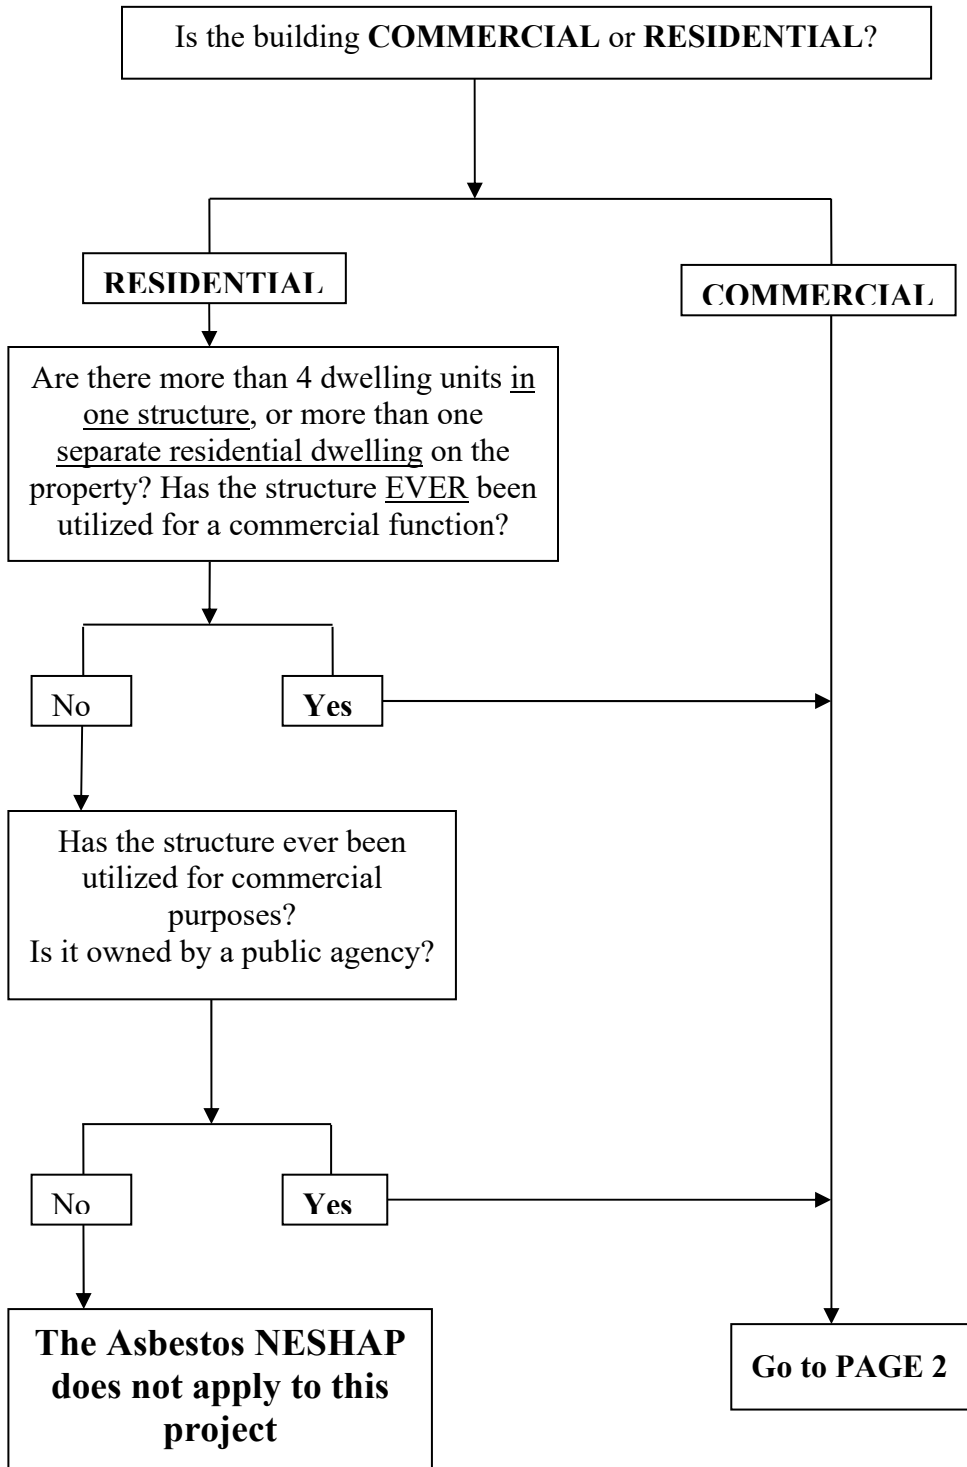 Is the building COMMERCIAL or RESIDENTIAL?
RESIDENTIAL
COMMERCIAL
Are there more than 4 dwelling units in
one structure, or more than one
separate residential dwelling on the
property? Has the structure EVER been
utilized for a commercial function?
No
Yes
Has the structure ever been
utilized for commercial
purposes?
Is it owned by a public agency?
No
Yes
The Asbestos NESHAP
does not apply to this
project
Go to PAGE 2